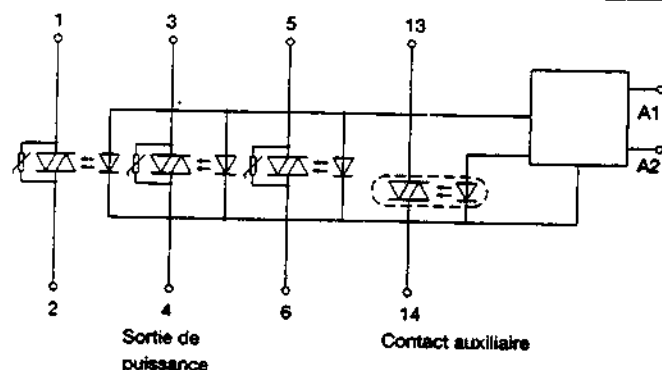 1 3 5 13
A1
A2
2 4 6 14
Sortie de
puissance
Contact auxiliaire